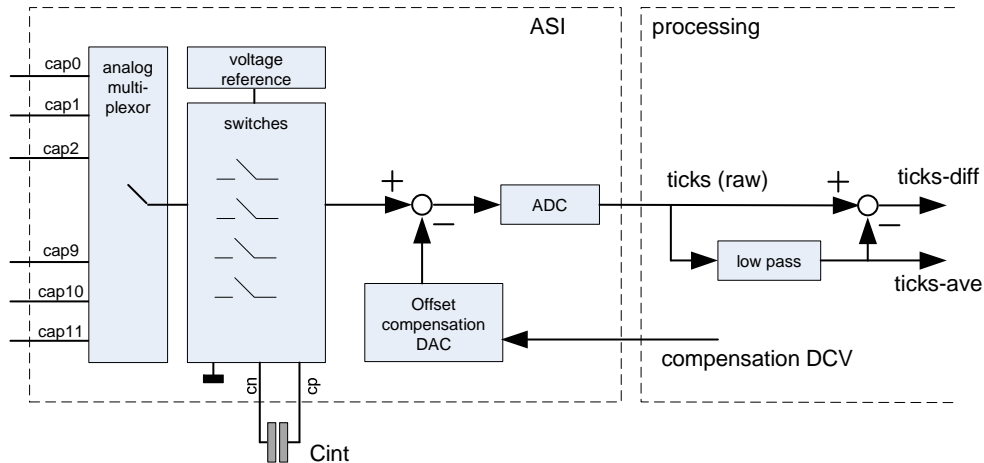 ASI
processing
cap0
cap1
cap2
cap9
cap10
cap11
analog
multi-
plexor
voltage
reference
switches
+
−
ADC
Offset
compensation
DAC
ticks (raw)
+
−
ticks-diff
low pass
ticks-ave
compensation DCV
cn
cp
Cint